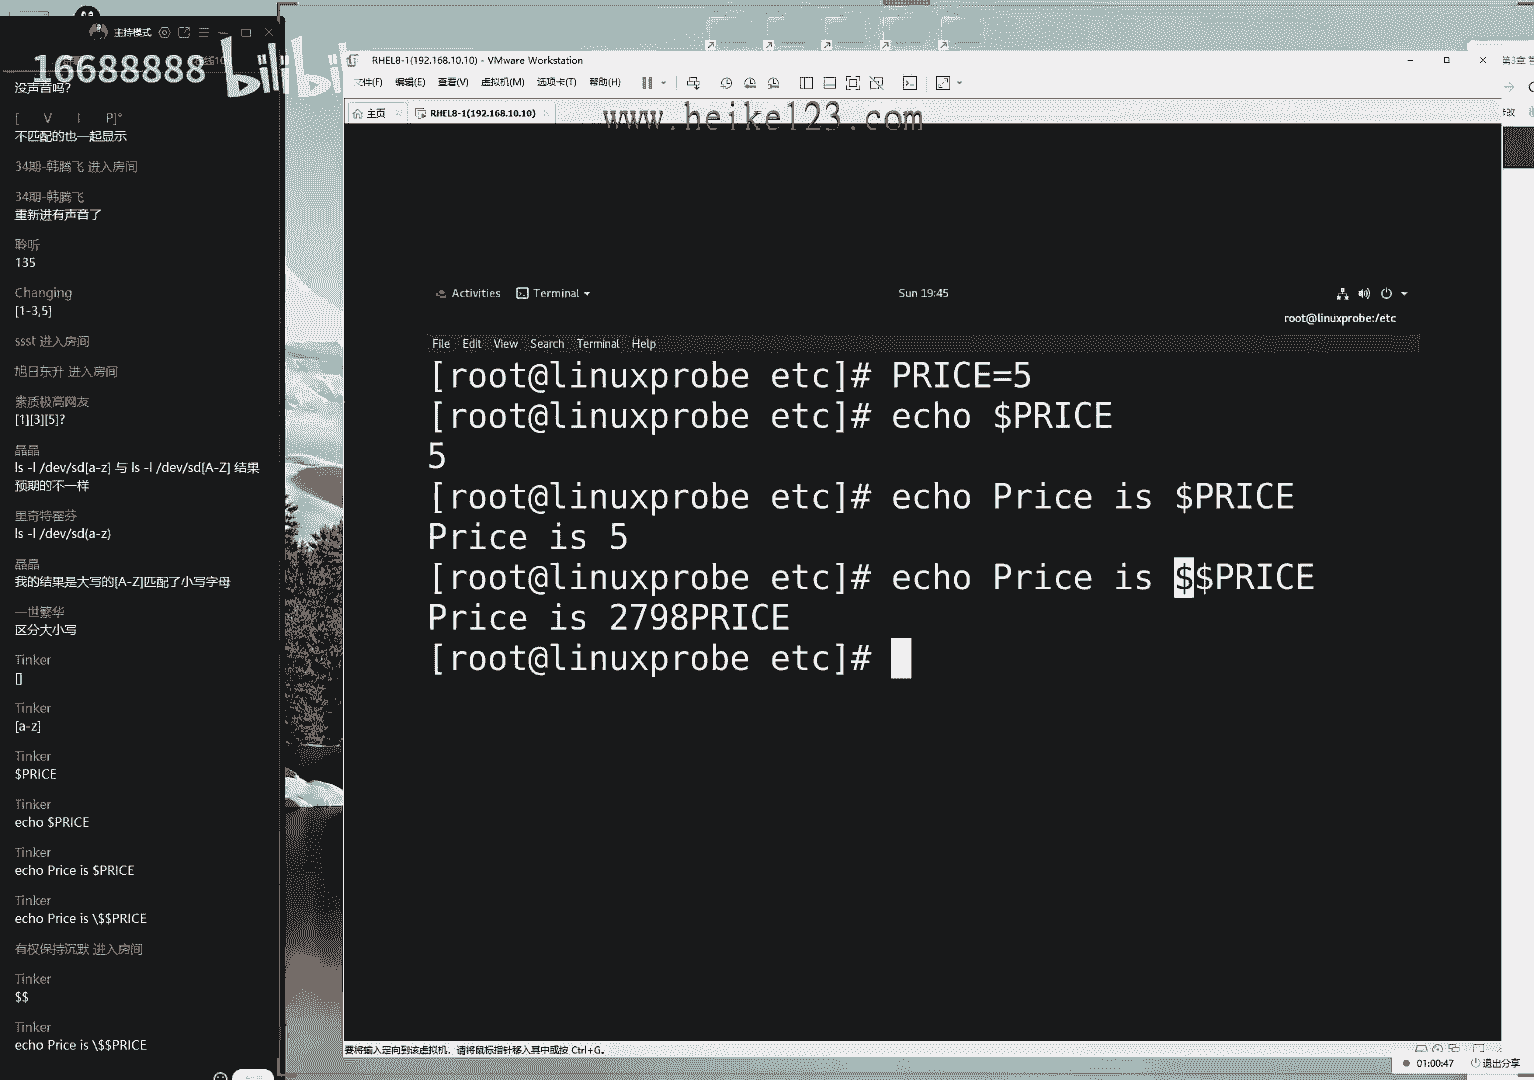 主持模式
16688888
bilibili
没声音吗?
[ V I P]°
不匹配的也一起显示
34期-韩腾飞 进入房间
34期-韩腾飞
重新进有声音了
聆听
135
Changing
[1-3,5]
ssst 进入房间
旭日东升 进入房间
素质极高网友
[1][3][5]?
晶晶
ls -l /dev/sd[a-z] 与 ls -l /dev/sd[A-Z] 结果
预期的不一样
里奇特霍芬
ls -l /dev/sd(a-z)
晶晶
我的结果是大写的[A-Z]匹配了小写字母
一世繁华
区分大小写
Tinker
[]
Tinker
[a-z]
Tinker
$PRICE
Tinker
echo $PRICE
Tinker
echo Price is $PRICE
Tinker
echo Price is \$$PRICE
有权保持沉默 进入房间
Tinker
$$
Tinker
echo Price is \$$PRICE
RHEL8-1(192.168.10.10) - VMware Workstation
文件(F) 编辑(E) 查看(V) 虚拟机(M) 选项卡(T) 帮助(H)
主页 RHEL8-1(192.168.10.10)
www.heike123.com
Activities Terminal Sun 19:45
root@linuxprobe:/etc
File Edit View Search Terminal Help
[root@linuxprobe etc]# PRICE=5
[root@linuxprobe etc]# echo $PRICE
5
[root@linuxprobe etc]# echo Price is $PRICE
Price is 5
[root@linuxprobe etc]# echo Price is $$PRICE
Price is 2798PRICE
[root@linuxprobe etc]#
要将输入定向到该虚拟机，请将鼠标指针移入其中或按 Ctrl+G。
01:00:47 退出分享
第3章